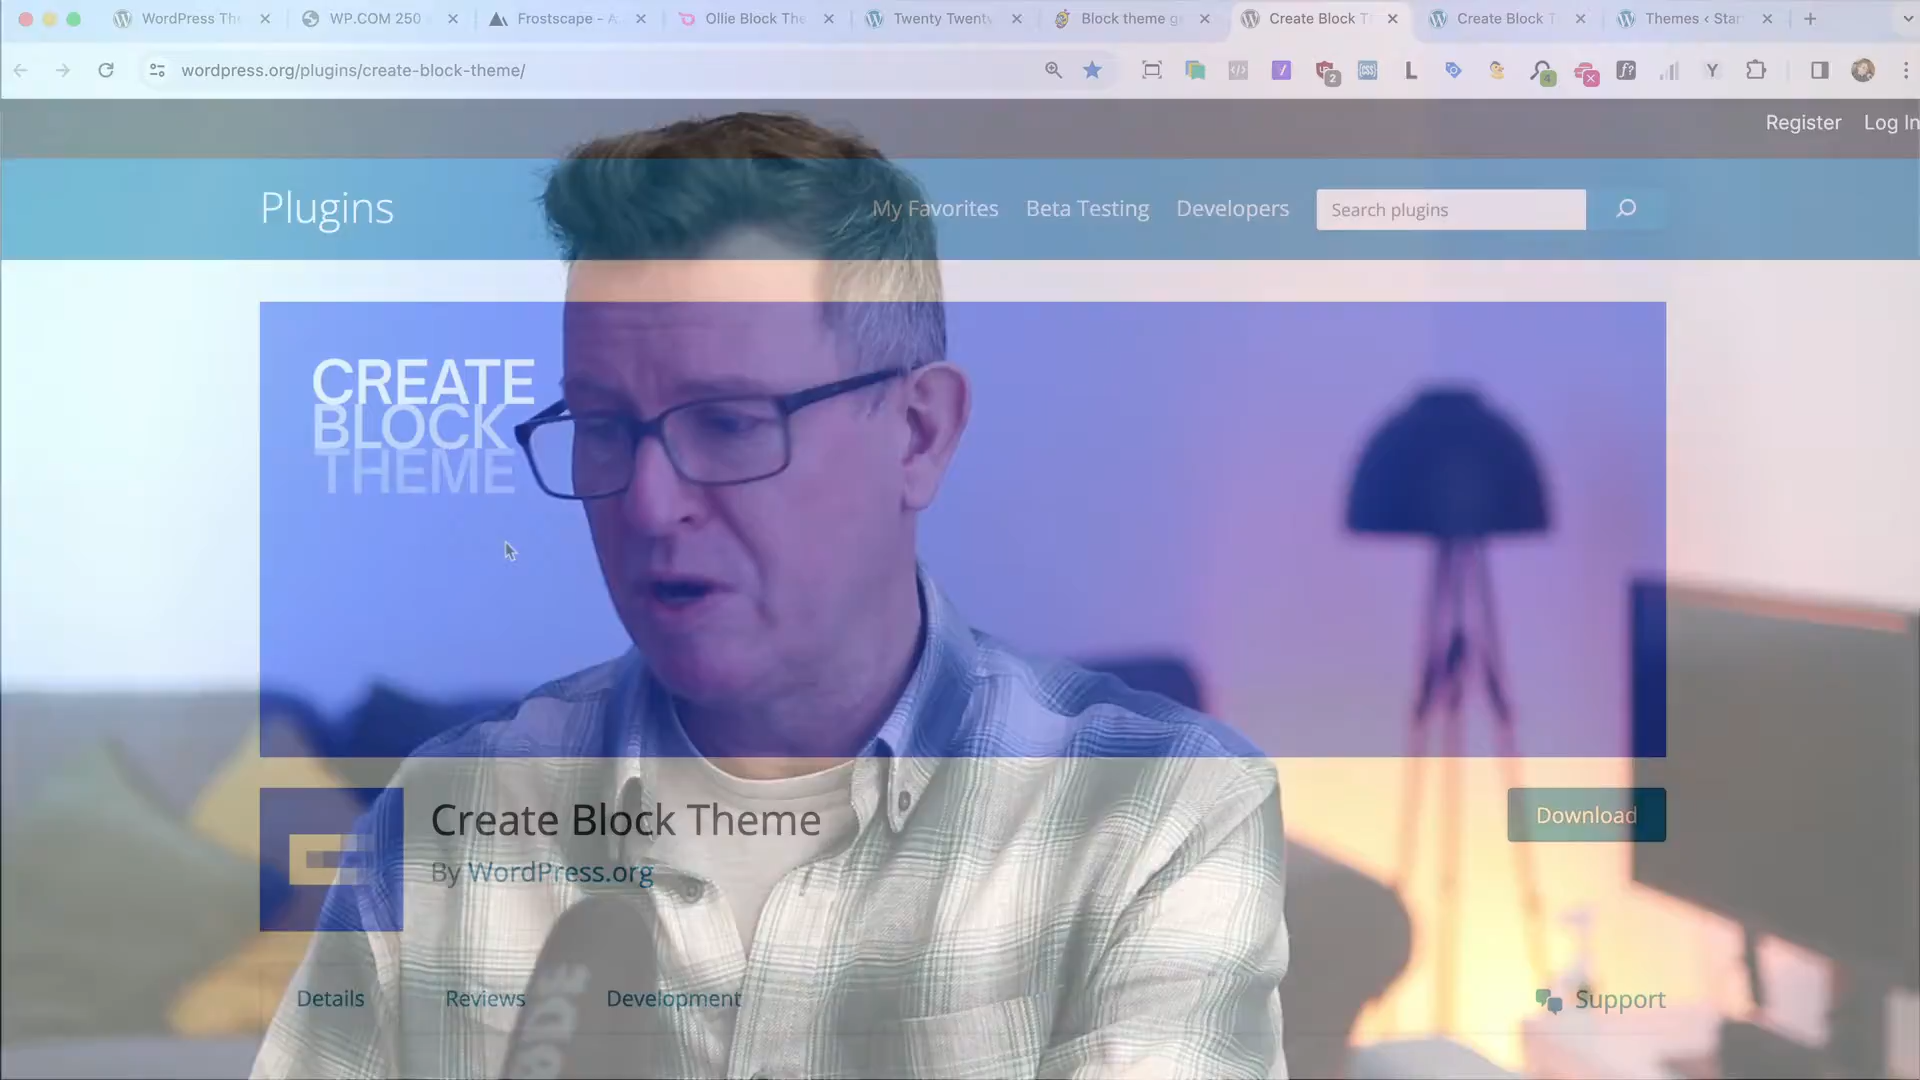 WordPress Th
WP.COM 250
Frostscape - A
Ollie Block The
Twenty Twenty
Block theme g
Create Block T
Create Block T
Themes ‹ Star
wordpress.org/plugins/create-block-theme/
Register
Log In
Plugins
My Favorites
Beta Testing
Developers
Search plugins
CREATE
BLOCK
THEME
Create Block Theme
By WordPress.org
Download
Details
Reviews
Development
Support
RODE